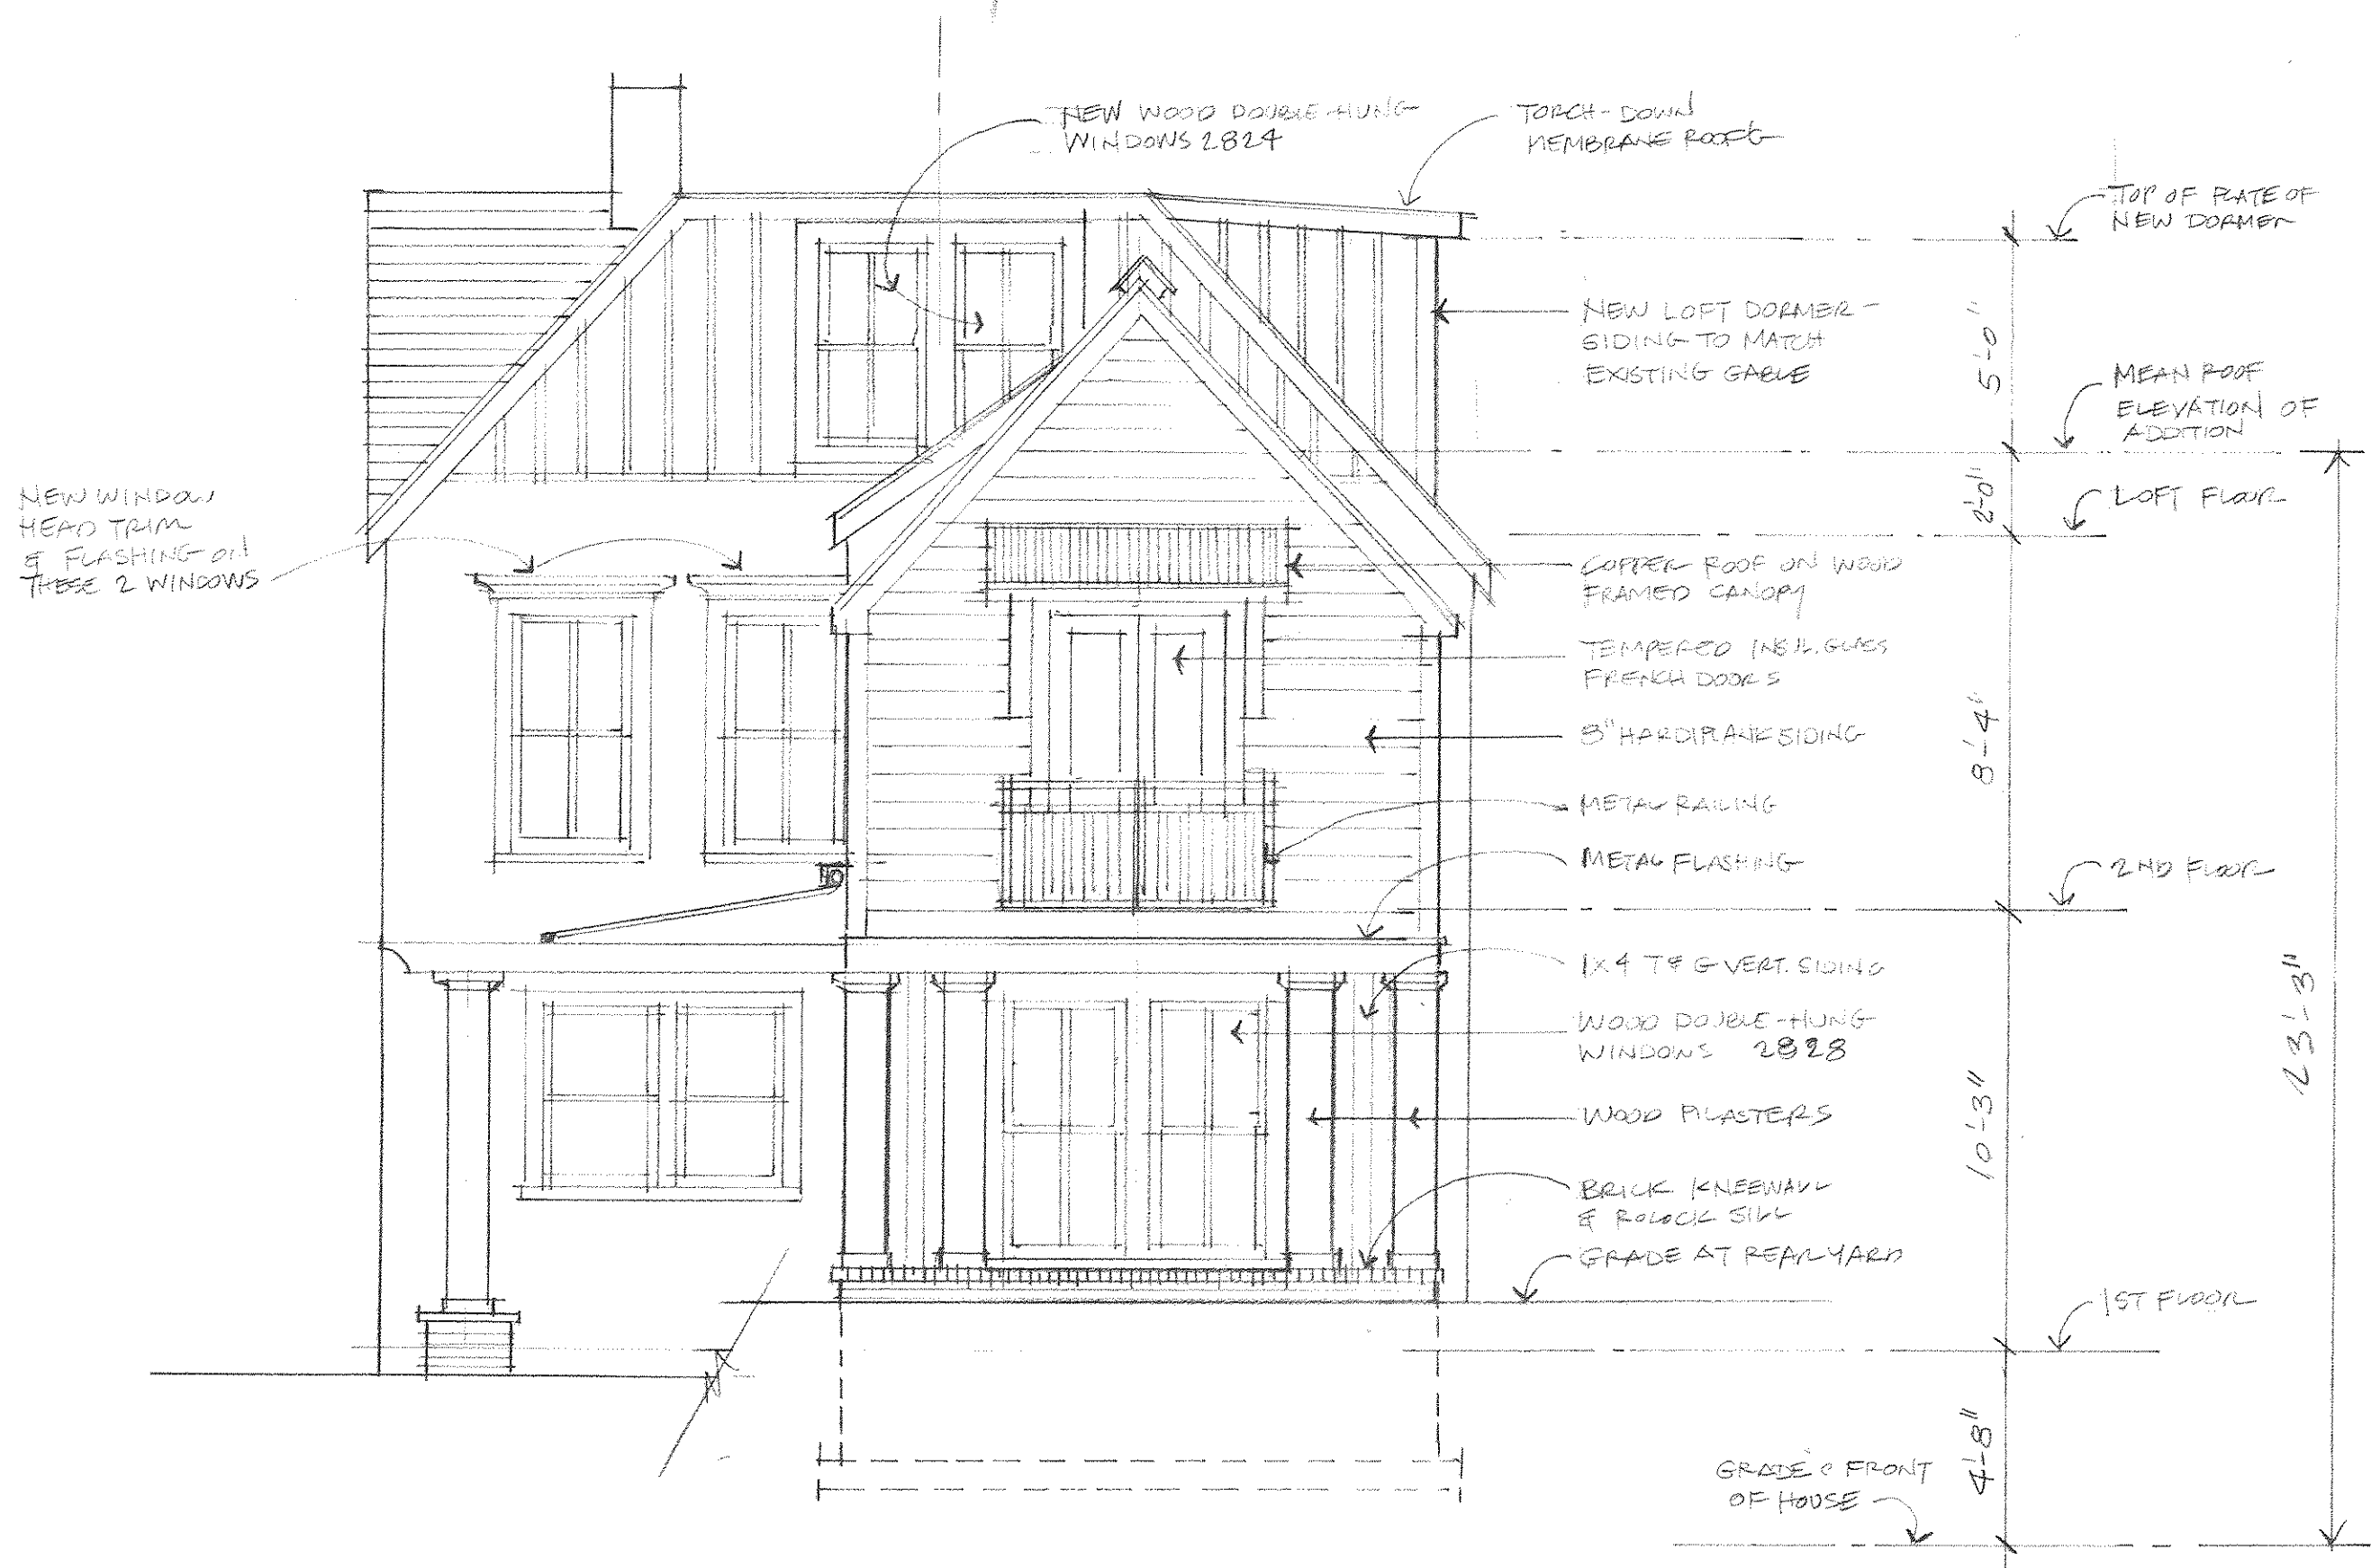 NEW WOOD DOUBLE-HUNG
WINDOWS 2824
TORCH-DOWN
MEMBRANE ROOF'G
TOP OF PLATE OF
NEW DORMER
NEW LOFT DORMER -
SIDING TO MATCH
EXISTING GABLE
5'-0"
MEAN ROOF
ELEVATION OF
ADDITION
NEW WINDOW
HEAD TRIM
& FLASHING ON
THESE 2 WINDOWS
2'-0"
LOFT FLOOR
COPPER ROOF ON WOOD
FRAMED CANOPY
TEMPERED INSUL. GLASS
FRENCH DOORS
8" HARDIPLANK SIDING
8'-4"
METAL RAILING
METAL FLASHING
2ND FLOOR
1X4 T&G VERT. SIDING
WOOD DOUBLE-HUNG
WINDOWS 2828
23'-3"
WOOD PILASTERS
10'-3"
BRICK KNEEWALL
& ROLOCK SILL
GRADE AT REAR YARD
1ST FLOOR
4'-8"
GRADE @ FRONT
OF HOUSE